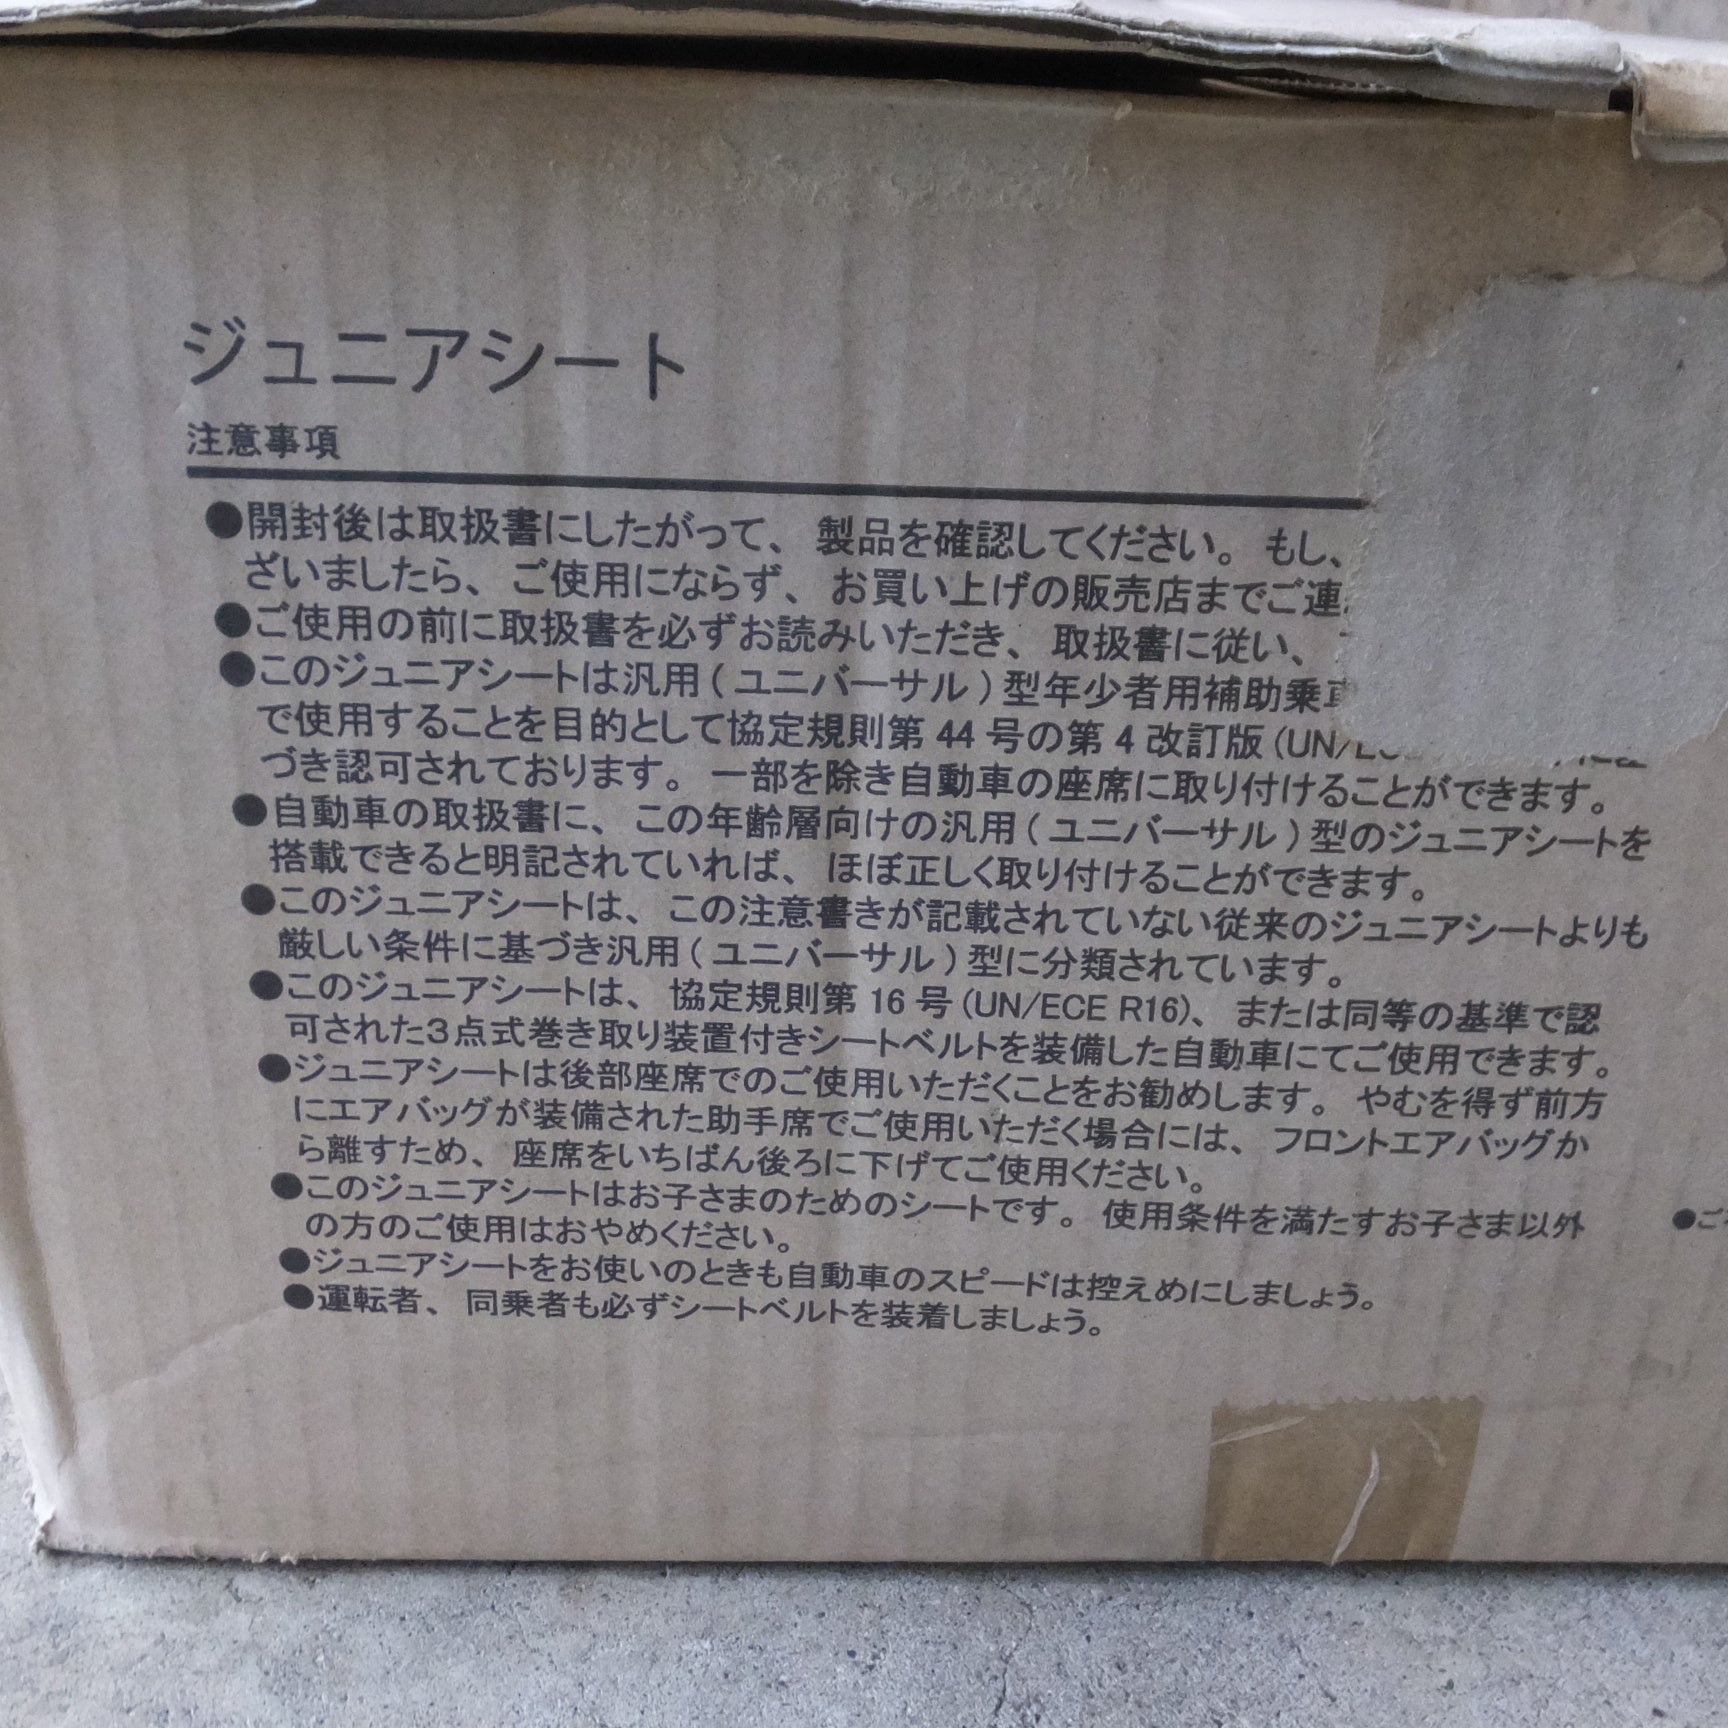 ジュニアシート
注意事項
●開封後は取扱書にしたがって、製品を確認してください。もし、
ざいましたら、ご使用にならず、お買い上げの販売店までご連
●ご使用の前に取扱書を必ずお読みいただき、取扱書に従い、
●このジュニアシートは汎用(ユニバーサル)型年少者用補助乗
で使用することを目的として協定規則第44号の第4改訂版(UN/
づき認可されております。一部を除き自動車の座席に取り付けることができます。
●自動車の取扱書に、この年齢層向けの汎用(ユニバーサル)型のジュニアシートを
搭載できると明記されていれば、ほぼ正しく取り付けることができます。
●このジュニアシートは、この注意書きが記載されていない従来のジュニアシートよりも
厳しい条件に基づき汎用(ユニバーサル)型に分類されています。
●このジュニアシートは、協定規則第16号(UN/ECE R16)、または同等の基準で認
可された3点式巻き取り装置付きシートベルトを装備した自動車にてご使用できます。
●ジュニアシートは後部座席でのご使用いただくことをお勧めします。やむを得ず前方
にエアバッグが装備された助手席でご使用いただく場合には、フロントエアバッグか
ら離すため、座席をいちばん後ろに下げてご使用ください。
●このジュニアシートはお子さまのためのシートです。使用条件を満たすお子さま以外
の方のご使用はおやめください。
●ジュニアシートをお使いのときも自動車のスピードは控えめにしましょう。
●運転者、同乗者も必ずシートベルトを装着しましょう。